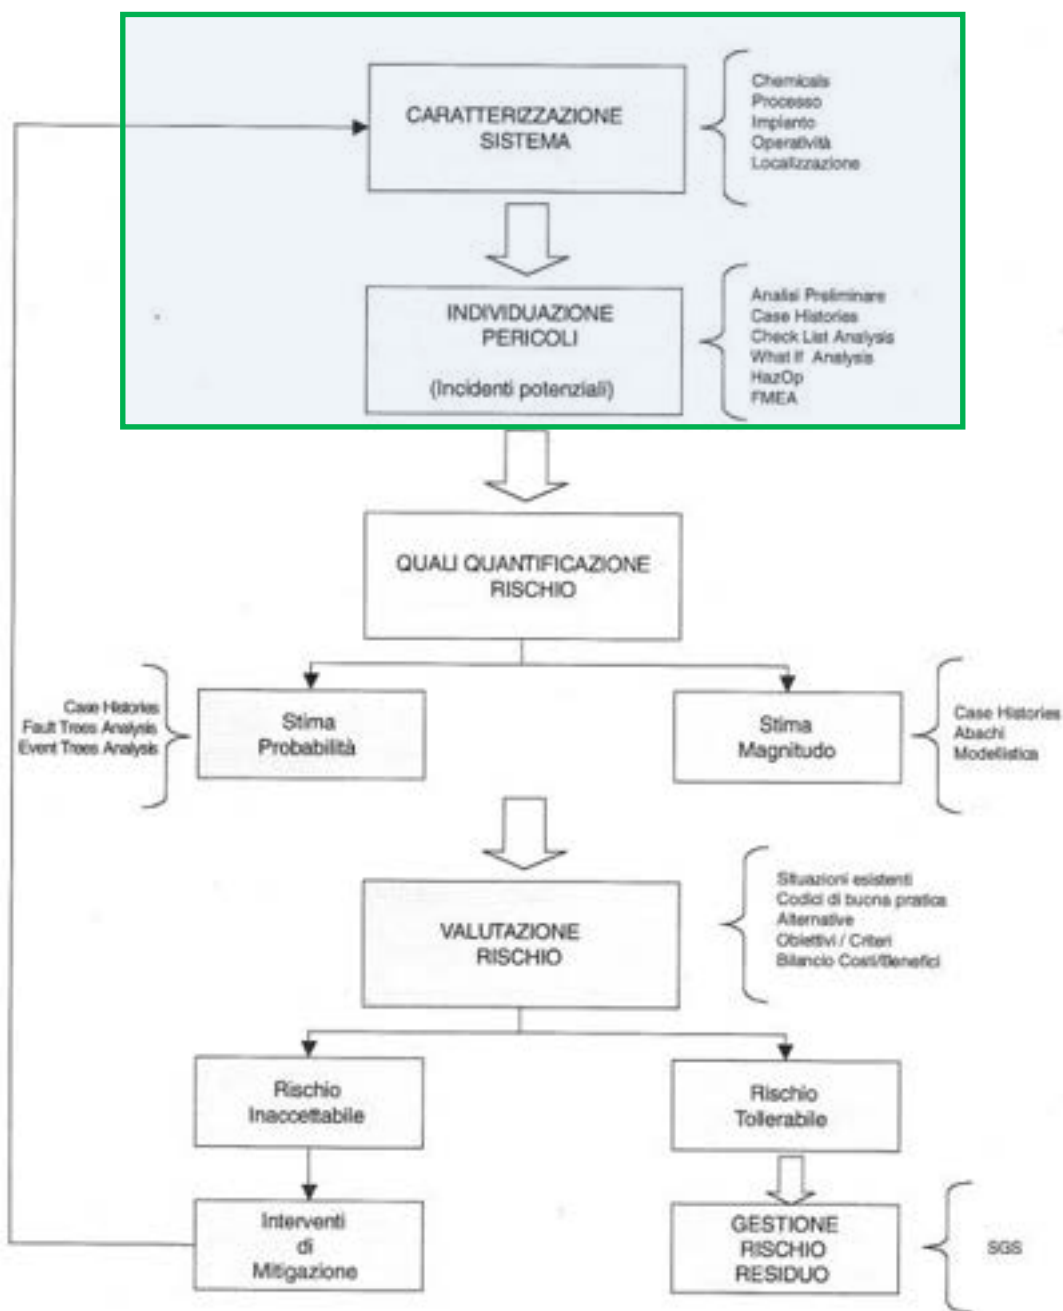 CARATTERIZZAZIONE
SISTEMA
Chemicals
Processo
Impianto
Operatività
Localizzazione
INDIVIDUAZIONE
PERICOLI
(Incidenti potenziali)
Analisi Preliminare
Case Histories
Check List Analysis
What If Analysis
HazOp
FMEA
QUALI QUANTIFICAZIONE
RISCHIO
Case Histories
Fault Trees Analysis
Event Trees Analysis
Stima
Probabilità
Stima
Magnitudo
Case Histories
Abachi
Modellistica
VALUTAZIONE
RISCHIO
Situazioni esistenti
Codici di buona pratica
Alternative
Obiettivi / Criteri
Bilancio Costi/Benefici
Rischio
Inaccettabile
Rischio
Tollerabile
Interventi
di
Mitigazione
GESTIONE
RISCHIO
RESIDUO
SGS